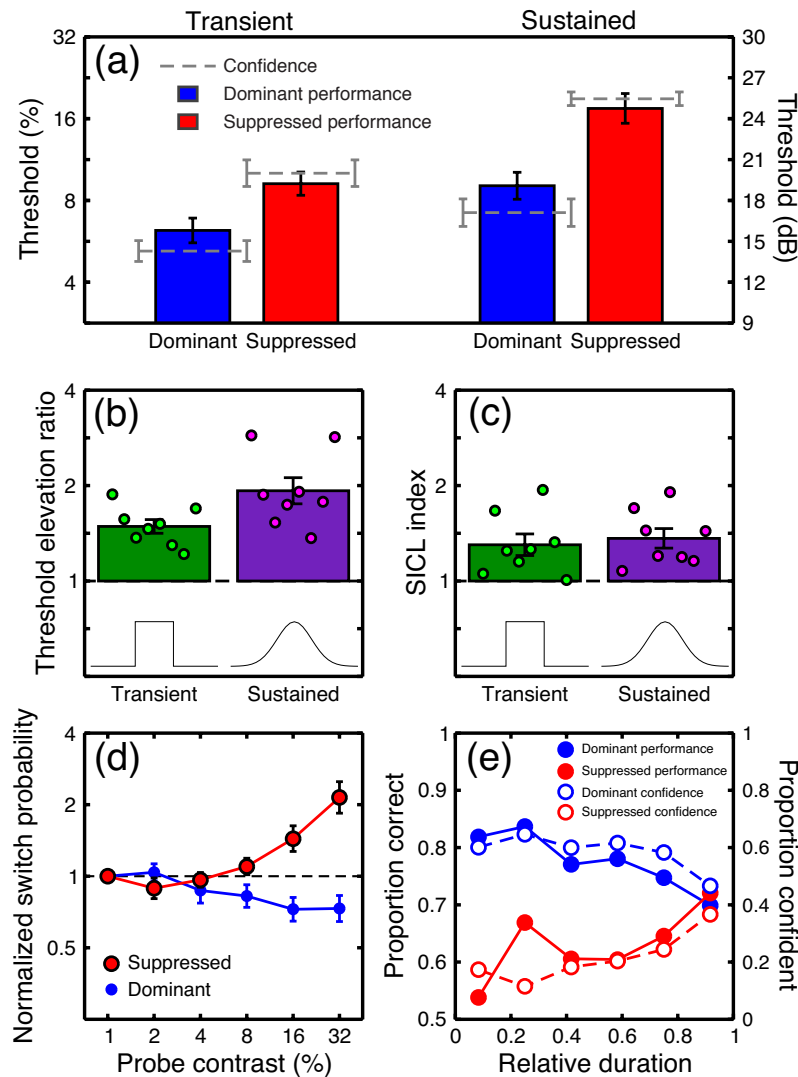 Transient
Sustained
(a)
Confidence
Dominant performance
Suppressed performance
Threshold (%)
32
16
8
4
Threshold (dB)
30
27
24
21
18
15
12
9
Dominant Suppressed
Dominant Suppressed
(b)
Threshold elevation ratio
4
2
1
Transient
Sustained
(c)
SICL index
4
2
1
Transient
Sustained
(d)
Normalized switch probability
4
2
1
0.5
Suppressed
Dominant
1 2 4 8 16 32
Probe contrast (%)
(e)
Dominant performance
Suppressed performance
Dominant confidence
Suppressed confidence
Proportion correct
1
0.9
0.8
0.7
0.6
0.5
Proportion confident
1
0.8
0.6
0.4
0.2
0
0 0.2 0.4 0.6 0.8 1
Relative duration